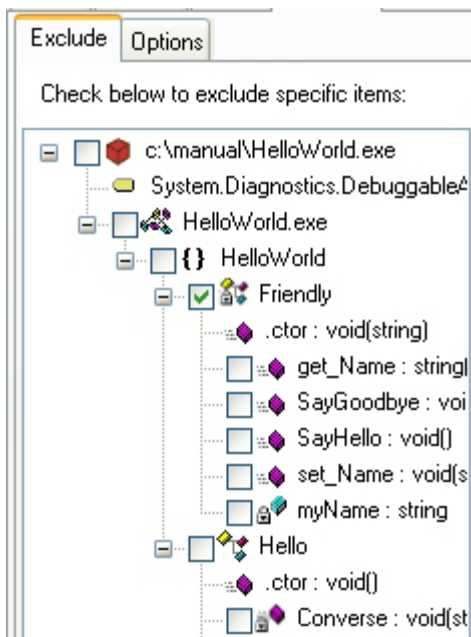 Exclude Options
Check below to exclude specific items:
c:\manual\HelloWorld.exe
System.Diagnostics.Debuggable
HelloWorld.exe
{} HelloWorld
Friendly
.ctor : void(string)
get_Name : string
SayGoodbye : voi
SayHello : void()
set_Name : void(s
myName : string
Hello
.ctor : void()
Converse : void(st